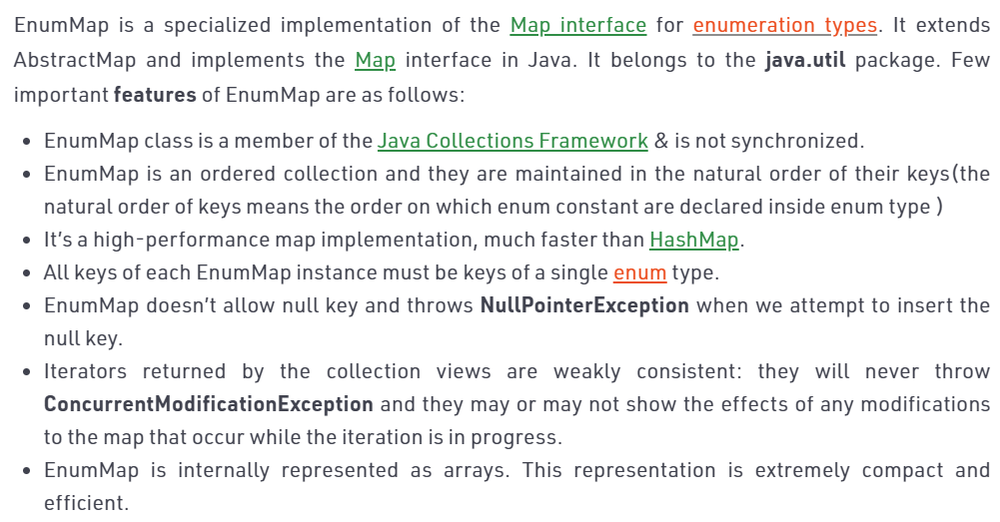 EnumMap is a specialized implementation of the Map interface for enumeration types. It extends
AbstractMap and implements the Map interface in Java. It belongs to the java.util package. Few
important features of EnumMap are as follows:
• EnumMap class is a member of the Java Collections Framework & is not synchronized.
• EnumMap is an ordered collection and they are maintained in the natural order of their keys(the
natural order of keys means the order on which enum constant are declared inside enum type )
• It’s a high-performance map implementation, much faster than HashMap.
• All keys of each EnumMap instance must be keys of a single enum type.
• EnumMap doesn’t allow null key and throws NullPointerException when we attempt to insert the
null key.
• Iterators returned by the collection views are weakly consistent: they will never throw
ConcurrentModificationException and they may or may not show the effects of any modifications
to the map that occur while the iteration is in progress.
• EnumMap is internally represented as arrays. This representation is extremely compact and
efficient.